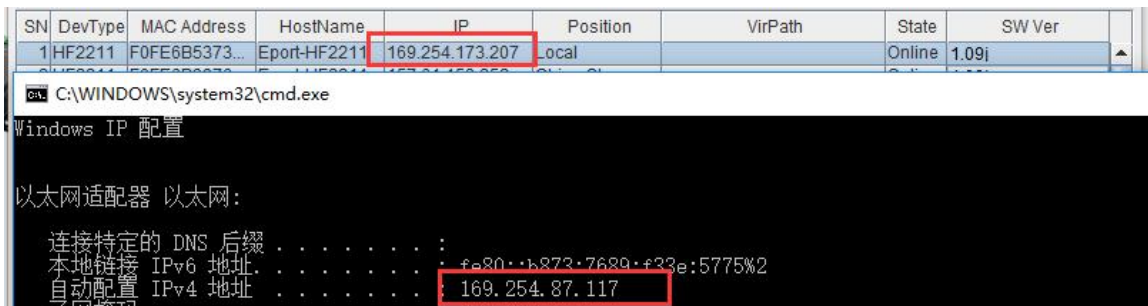 SN DevType MAC Address HostName IP Position VirPath State SW Ver
1 HF2211 F0FE6B5373... Eport-HF2211 169.254.173.207 Local Online 1.09j
C:\WINDOWS\system32\cmd.exe
Windows IP 配置
以太网适配器 以太网:
连接特定的 DNS 后缀 . . . . . . . :
本地链接 IPv6 地址. . . . . . . . : fe80::b873:7689:f33e:5775%2
自动配置 IPv4 地址 . . . . . . . : 169.254.87.117